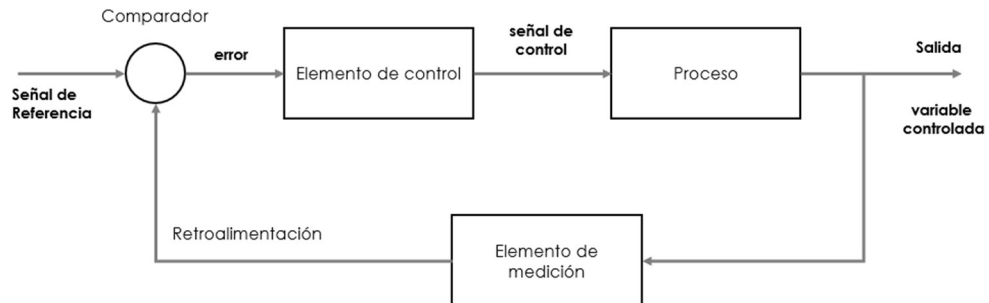 Comparador
error
señal de
control
Salida
Elemento de control
Proceso
Señal de
Referencia
variable
controlada
Retroalimentación
Elemento de
medición